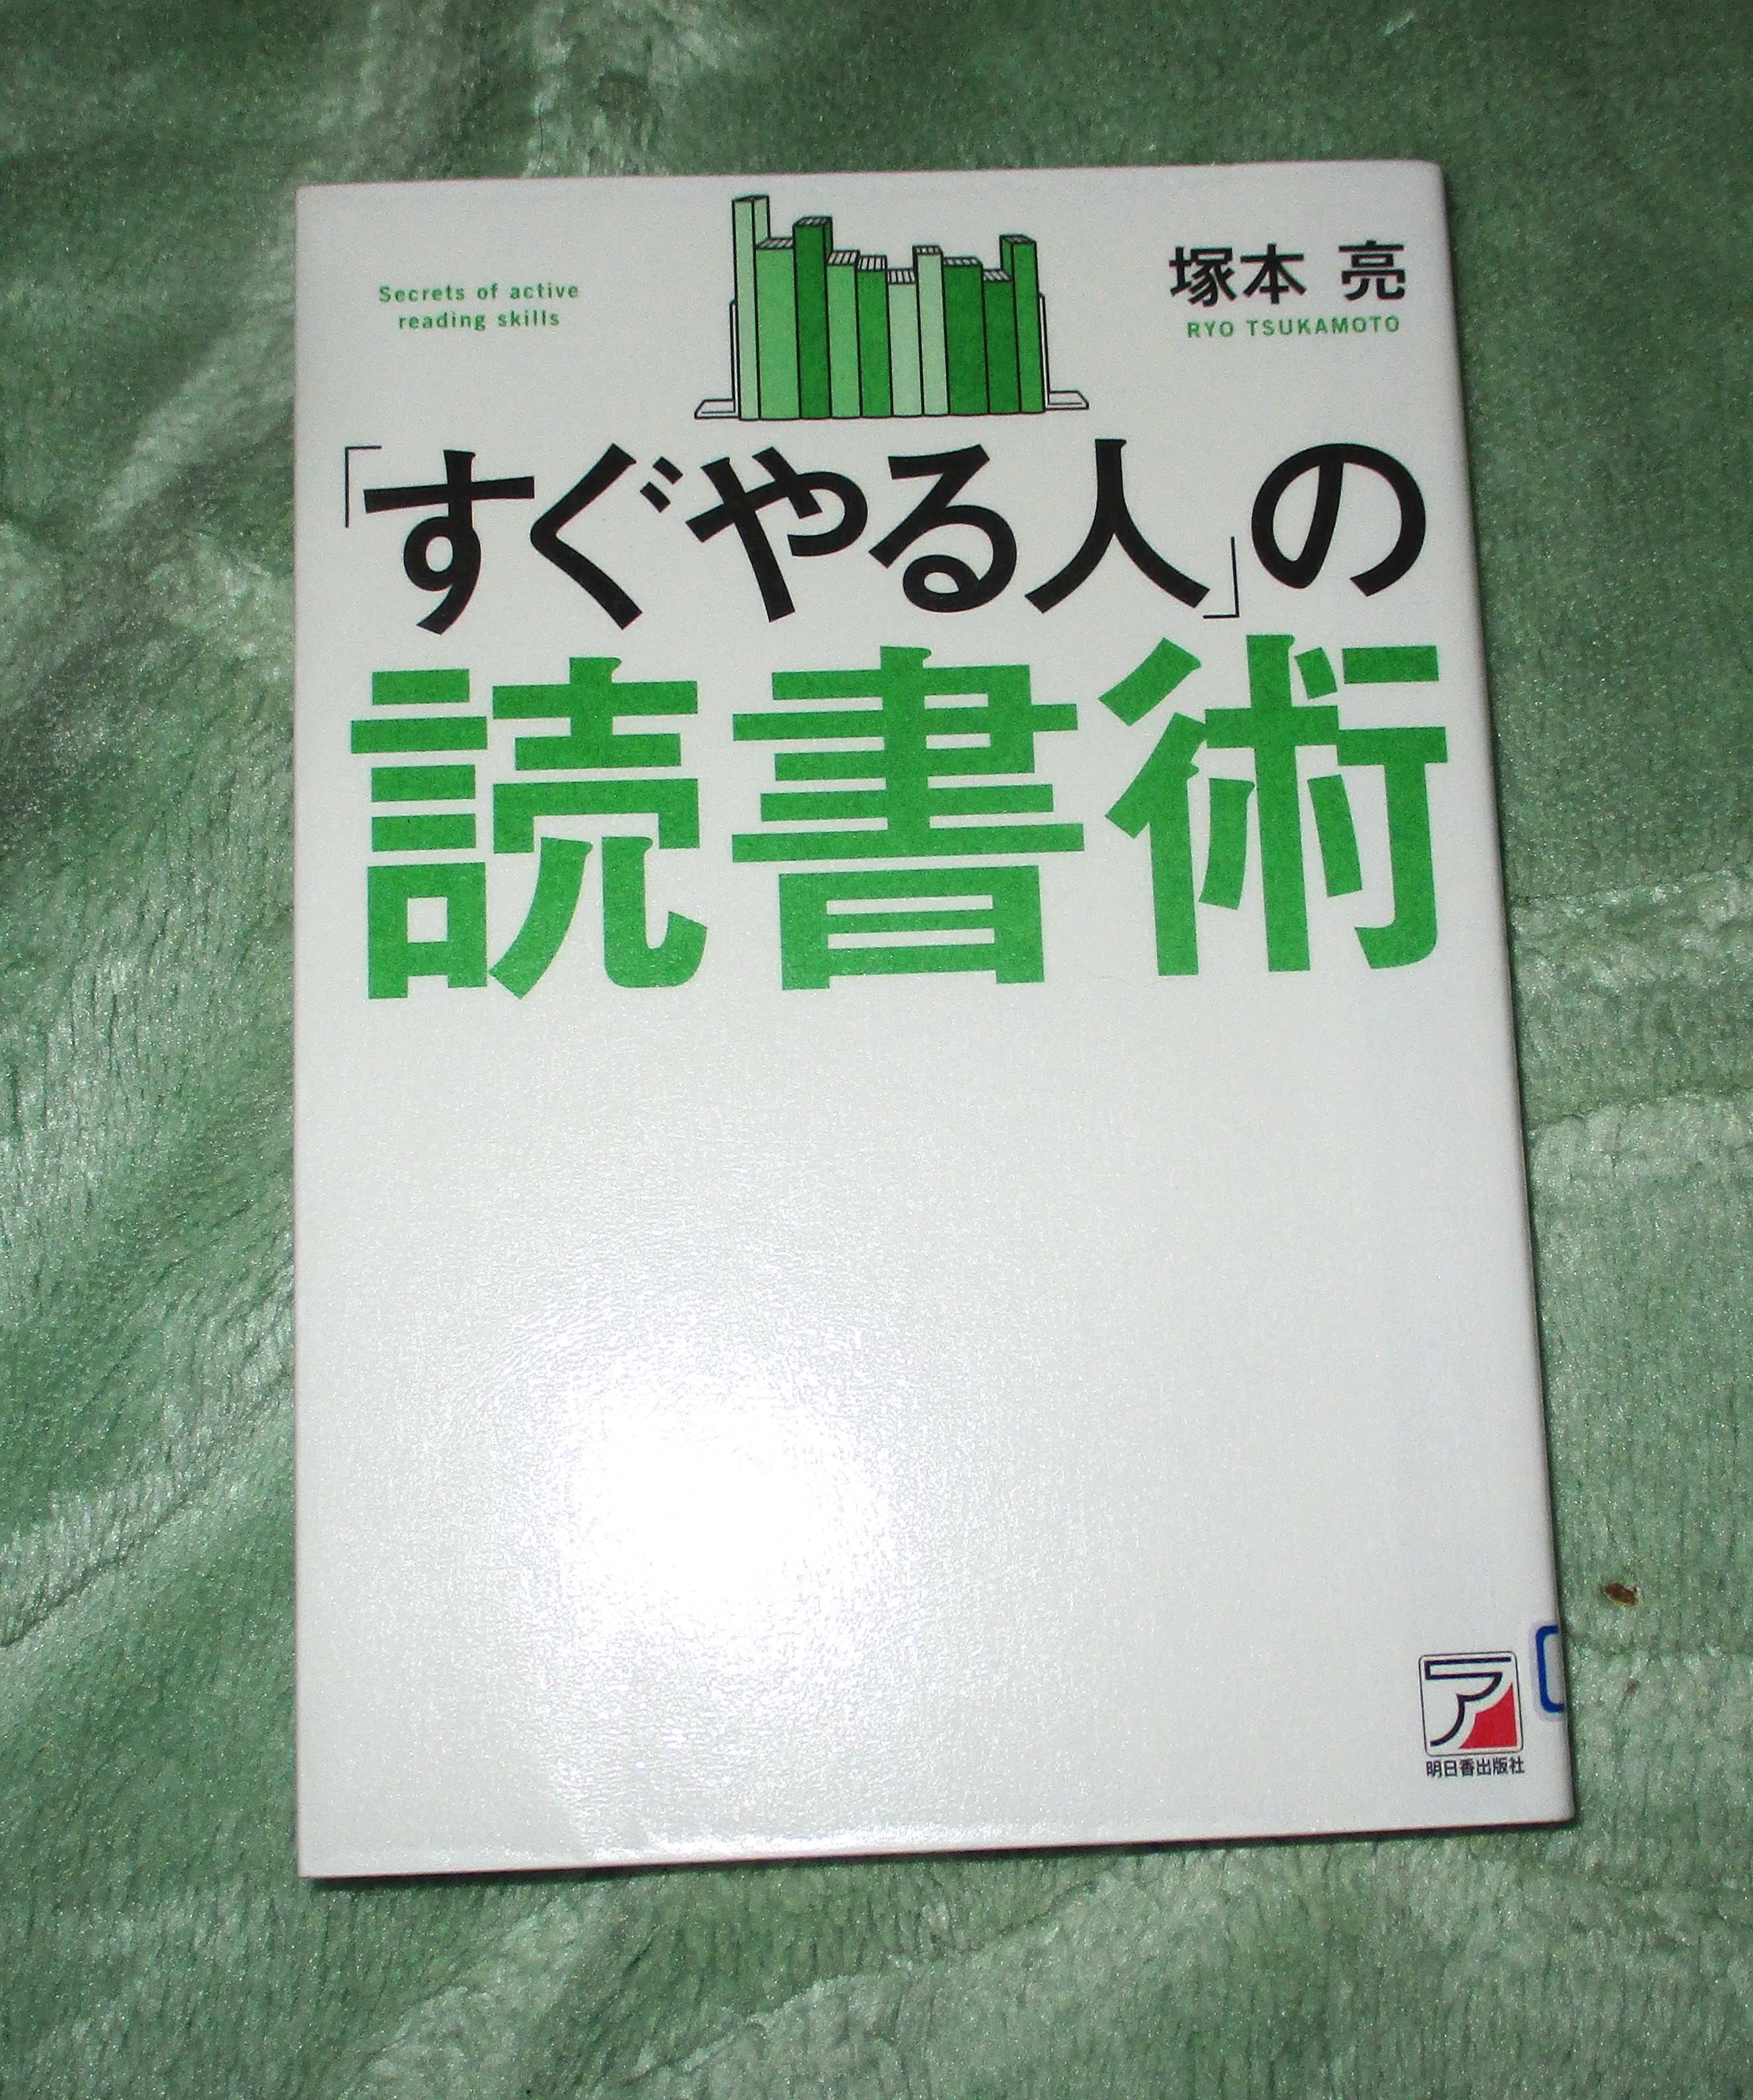 Secrets of active
reading skills
塚本 亮
RYO TSUKAMOTO
「すぐやる人」の
読書術
ア
明日香出版社